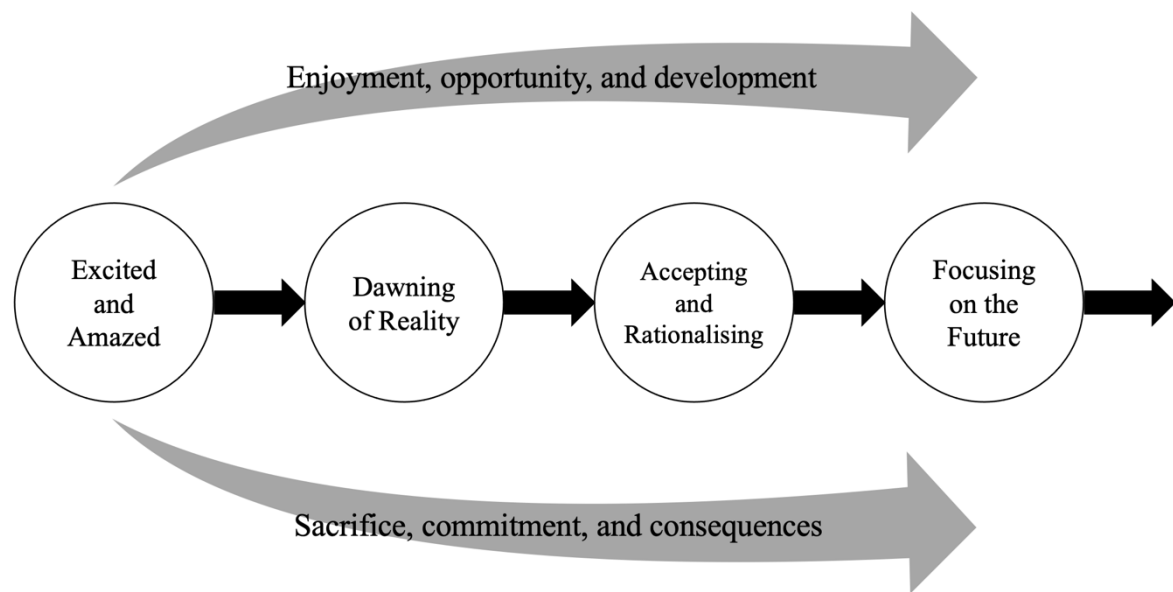 Enjoyment, opportunity, and development
Excited
and
Amazed
Dawning
of Reality
Accepting
and
Rationalising
Focusing
on the
Future
Sacrifice, commitment, and consequences